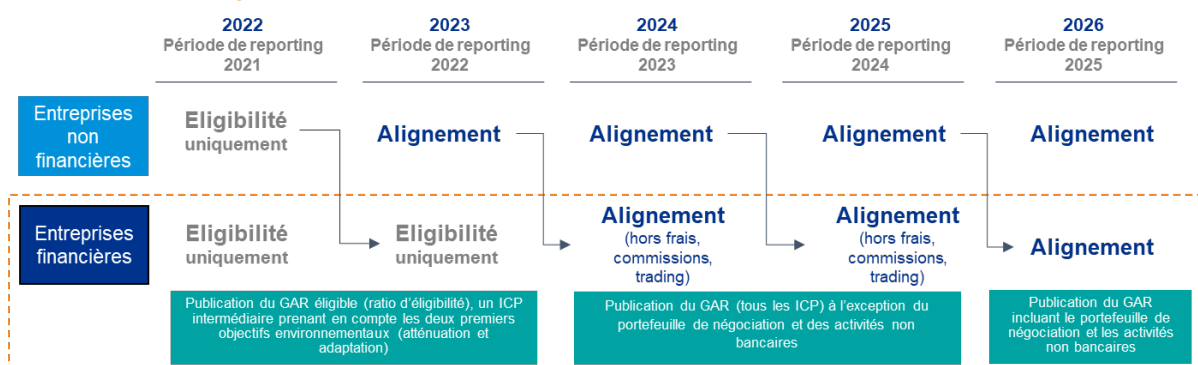 2022
Période de reporting
2021
2023
Période de reporting
2022
2024
Période de reporting
2023
2025
Période de reporting
2024
2026
Période de reporting
2025
Entreprises
non
financières
Eligibilité
uniquement
Alignement
Alignement
Alignement
Alignement
Entreprises
financières
Eligibilité
uniquement
Eligibilité
uniquement
Alignement
(hors frais,
commissions,
trading)
Alignement
(hors frais,
commissions,
trading)
Alignement
Publication du GAR éligible (ratio d'éligibilité), un ICP
intermédiaire prenant en compte les deux premiers
objectifs environnementaux (atténuation et
adaptation)
Publication du GAR (tous les ICP) à l'exception du
portefeuille de négociation et des activités non
bancaires
Publication du GAR
incluant le portefeuille de
négociation et les activités
non bancaires